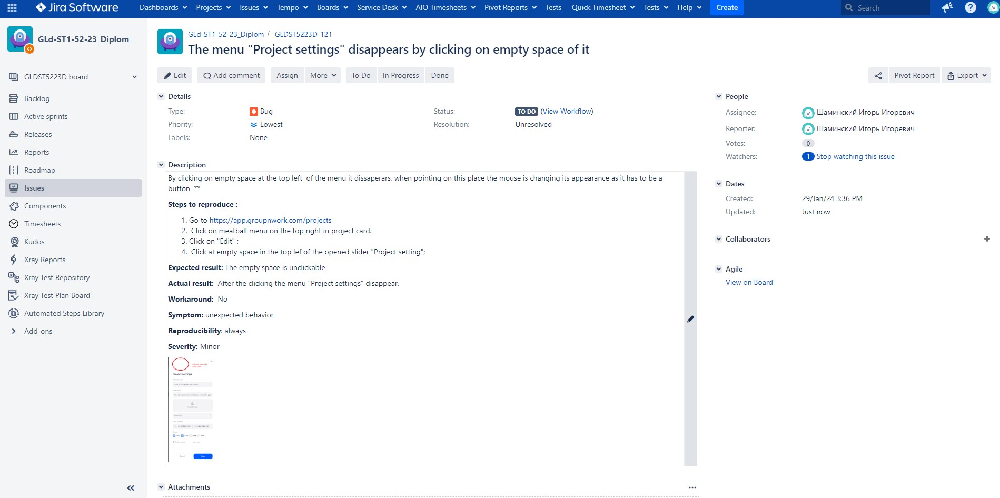 Jira Software
Dashboards Projects Issues Tempo Boards Service Desk AIO Timesheets Pivot Reports Tests Quick Timesheet Tests Help Create Search
GLd-ST1-52-23_Diplom
GLDST5223D board
Backlog
Active sprints
Releases
Reports
Roadmap
Issues
Components
Timesheets
Kudos
Xray Reports
Xray Test Repository
Xray Test Plan Board
Automated Steps Library
Add-ons
GLd-ST1-52-23_Diplom / GLDST5223D-121
The menu "Project settings" disappears by clicking on empty space of it
Edit Add comment Assign More To Do In Progress Done Pivot Report Export
Details
Type: Bug Status: TO DO (View Workflow)
Priority: Lowest Resolution: Unresolved
Labels: None
Description
By clicking on empty space at the top left of the menu it dissaperars, when pointing on this place the mouse is changing its appearance as it has to be a
button **
Steps to reproduce :
1. Go to https://app.groupnwork.com/projects
2. Click on meatball menu on the top right in project card.
3. Click on "Edit" ;
4. Click at empty space in the top lef of the opened slider "Project setting";
Expected result: The empty space is unclickable
Actual result: After the clicking the menu "Project settings" disappear.
Workaround: No
Symptom: unexpected behavior
Reproducibility: always
Severity: Minor
Project settings
Attachments
People
Assignee: Шаминский Игорь Игоревич
Reporter: Шаминский Игорь Игоревич
Votes: 0
Watchers: 1 Stop watching this issue
Dates
Created: 29/Jan/24 3:36 PM
Updated: Just now
Collaborators
Agile
View on Board